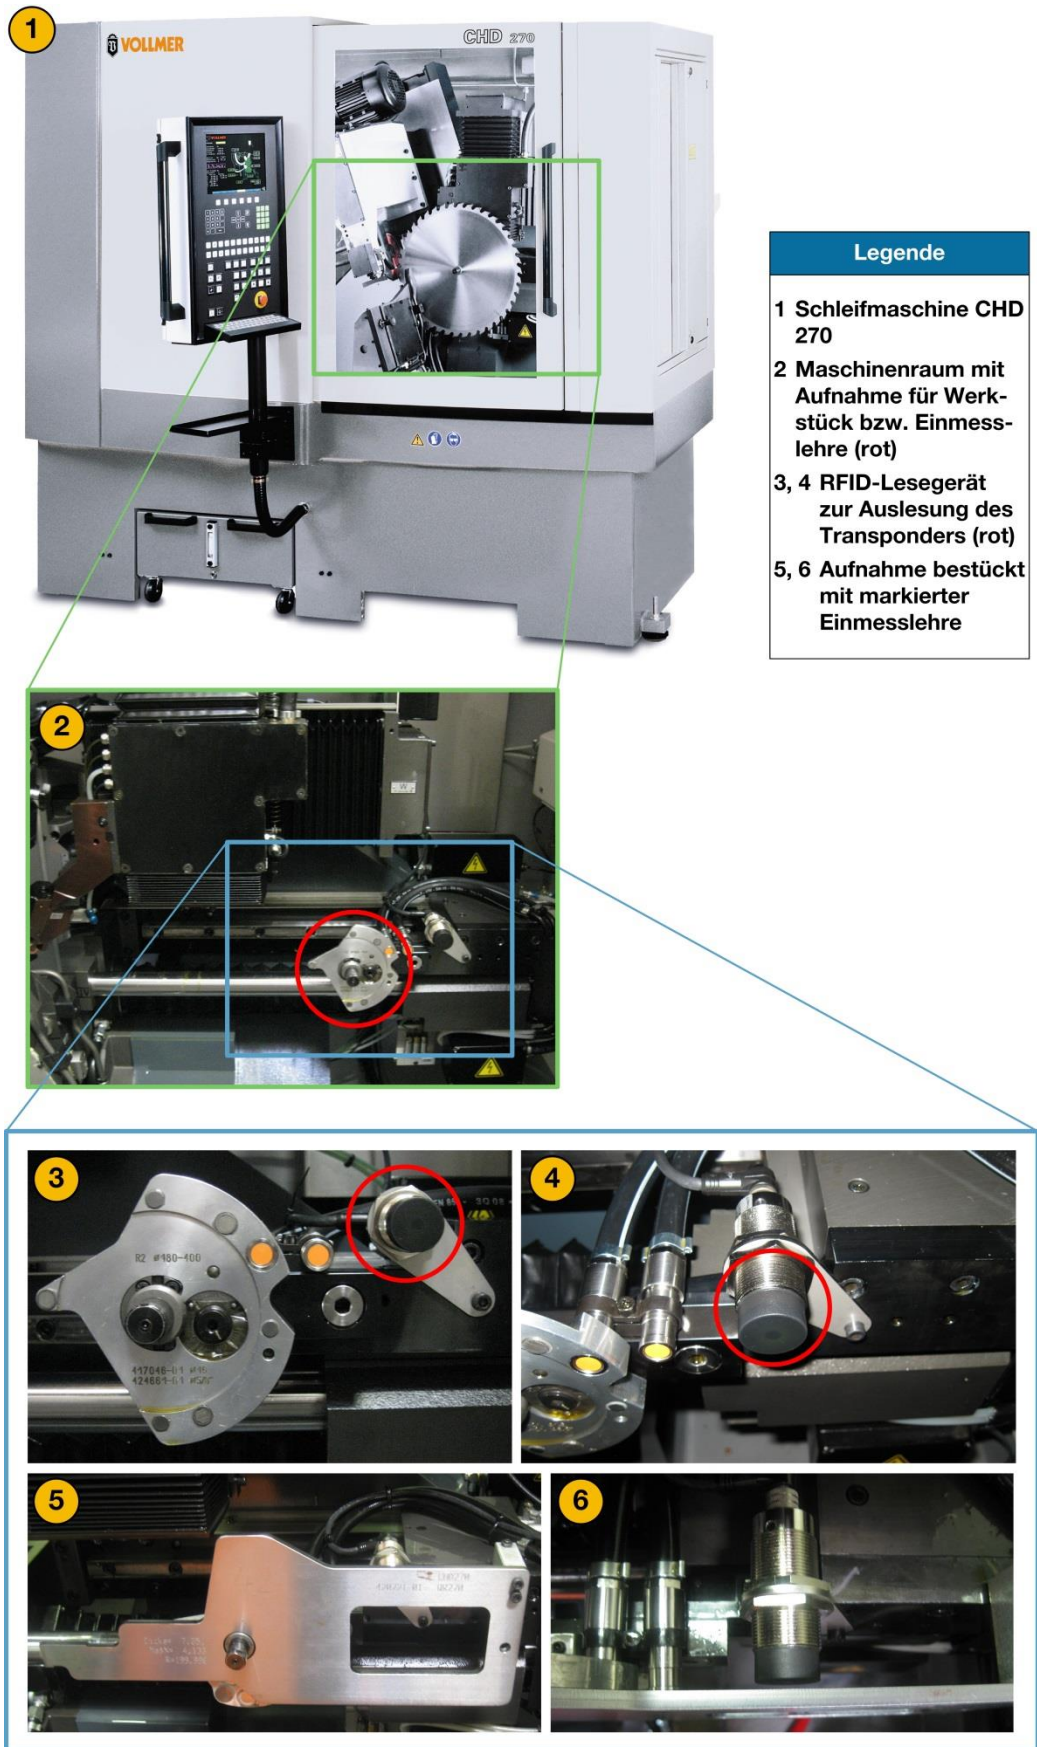 1
VOLLMER
CHD 270
Legende
1 Schleifmaschine CHD
270
2 Maschinenraum mit
Aufnahme für Werk-
stück bzw. Einmess-
lehre (rot)
3, 4 RFID-Lesegerät
zur Auslesung des
Transponders (rot)
5, 6 Aufnahme bestückt
mit markierter
Einmesslehre
2
W
3
R2 Ø180-400
4
5
6